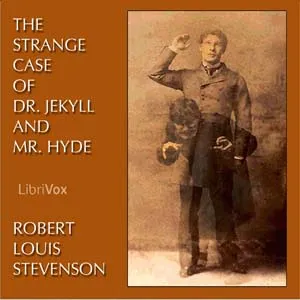 THE
STRANGE
CASE
OF
DR. JEKYLL
AND
MR. HYDE
LibriVox
ROBERT
LOUIS
STEVENSON